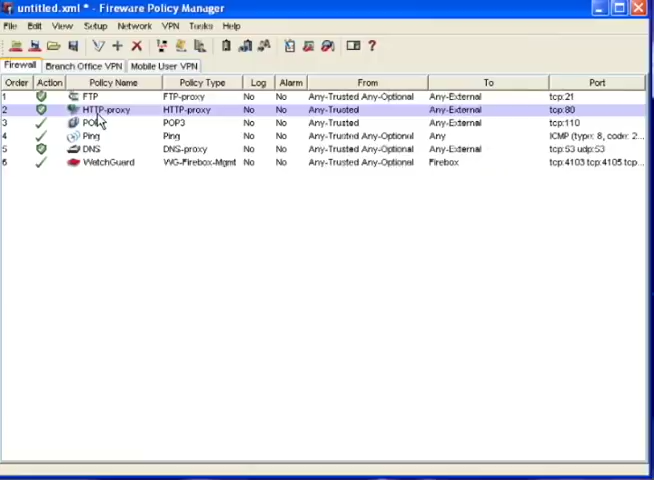 untitled.xml * - Fireware Policy Manager
File Edit View Setup Network VPN Tasks Help
Firewall Branch Office VPN Mobile User VPN
Order Action Policy Name Policy Type Log Alarm From To Port
1 FTP FTP-proxy No No Any-Trusted Any-Optional Any-External tcp:21
2 HTTP-proxy HTTP-proxy No No Any-Trusted Any-External tcp:80
3 POP3 No No Any-Trusted Any-External tcp:110
4 Ping Ping No No Any-Trusted Any-Optional Any ICMP (type: 8, code: 2...
5 DNS DNS-proxy No No Any-Trusted Any-Optional Any-External tcp:53 udp:53
6 WatchGuard WG-Firebox-Mgmt No No Any-Trusted Any-Optional Firebox tcp:4103 tcp:4105 tcp...